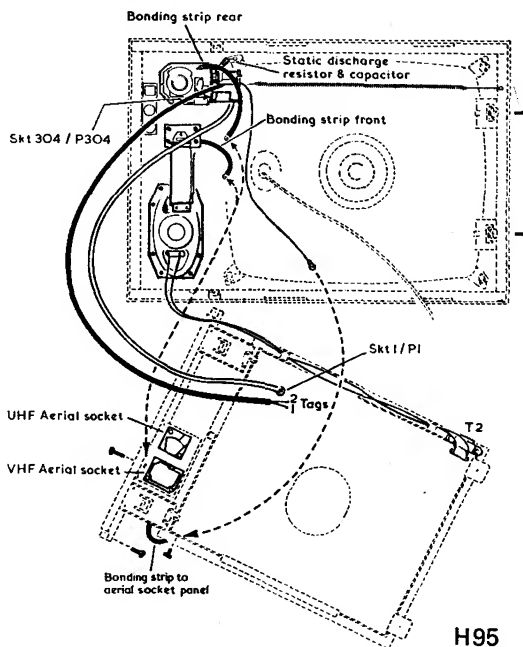 Bonding strip rear
Static discharge
resistor & capacitor
Skt 304 / P304
Bonding strip front
Skt 1 / P1
2
1 Tags
UHF Aerial socket
T2
VHF Aerial socket
Bonding strip to
aerial socket panel
H95